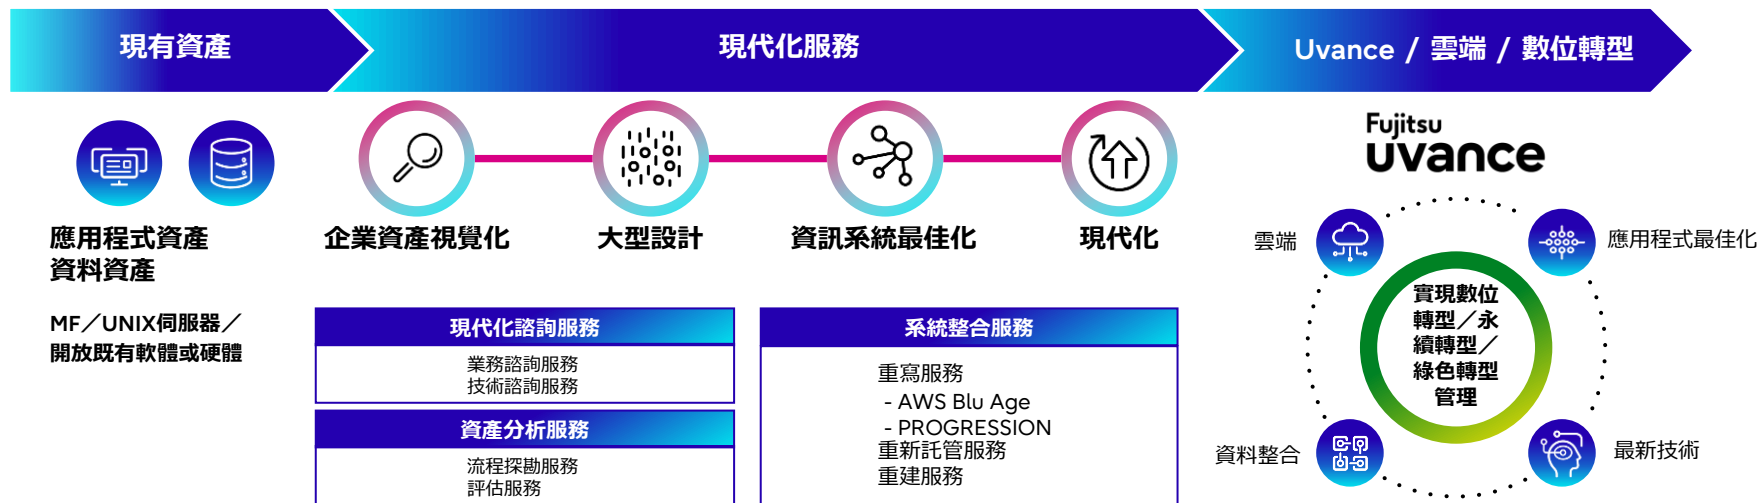 現有資產
現代化服務
Uvance / 雲端 / 數位轉型
應用程式資產
資料資產
MF／UNIX伺服器／
開放既有軟體或硬體
企業資產視覺化
大型設計
資訊系統最佳化
現代化
現代化諮詢服務
業務諮詢服務
技術諮詢服務
資產分析服務
流程探勘服務
評估服務
系統整合服務
重寫服務
- AWS Blu Age
- PROGRESSION
重新託管服務
重建服務
Fujitsu
uvance
雲端
應用程式最佳化
實現數位
轉型／永
續轉型／
綠色轉型
管理
資料整合
最新技術